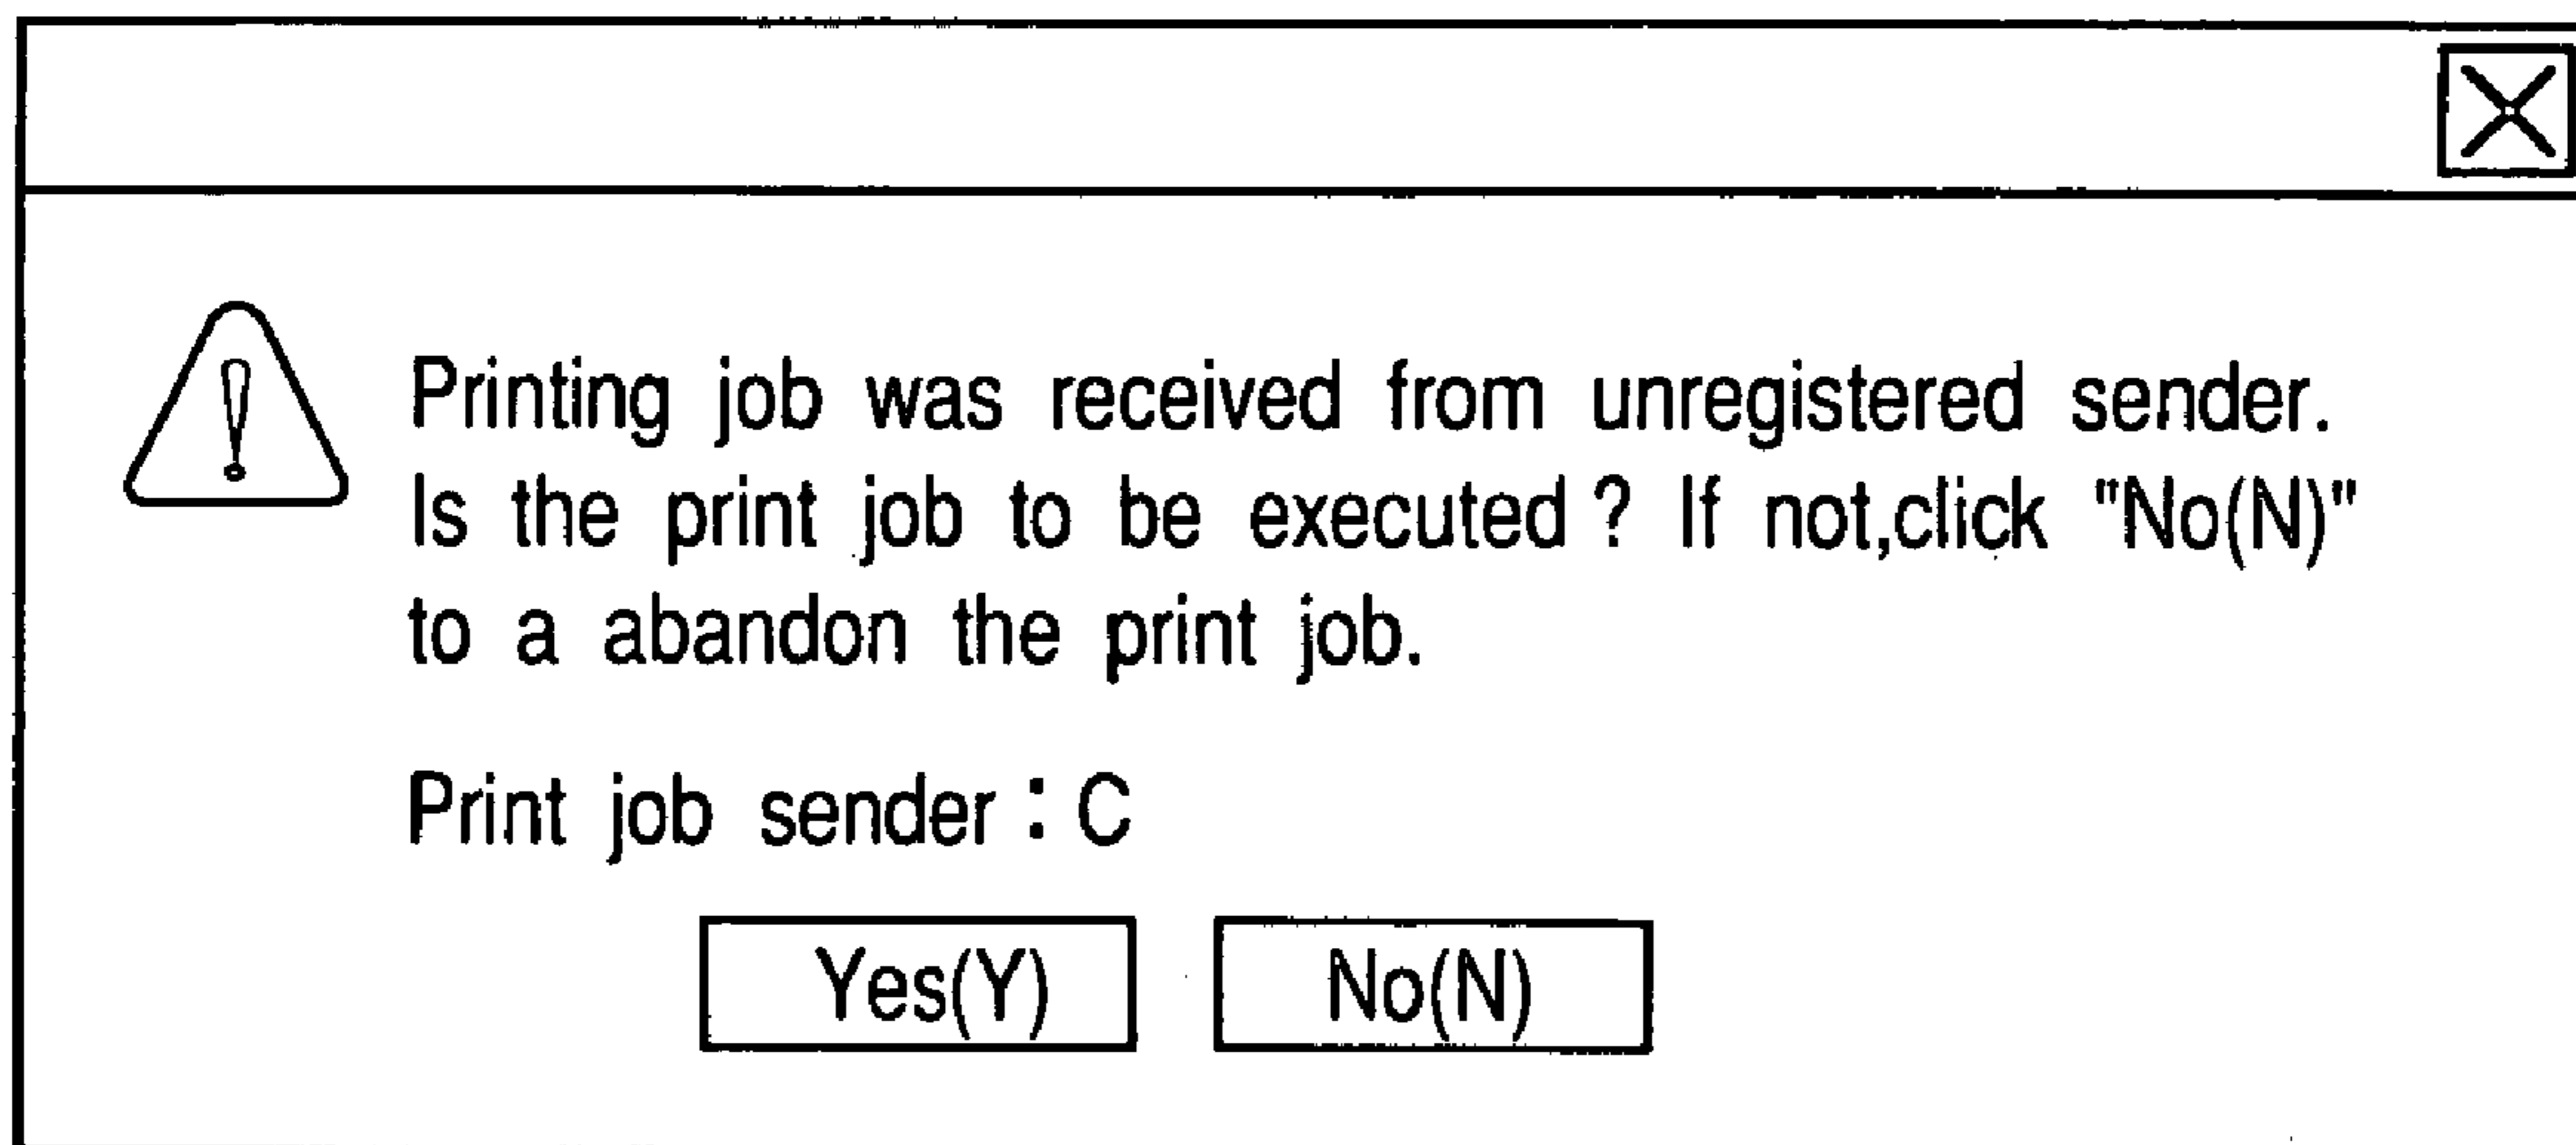 Printing job was received from unregistered sender.
Is the print job to be executed ? If not,click "No(N)"
to a abandon the print job.
Print job sender : C
Yes(Y) No(N)